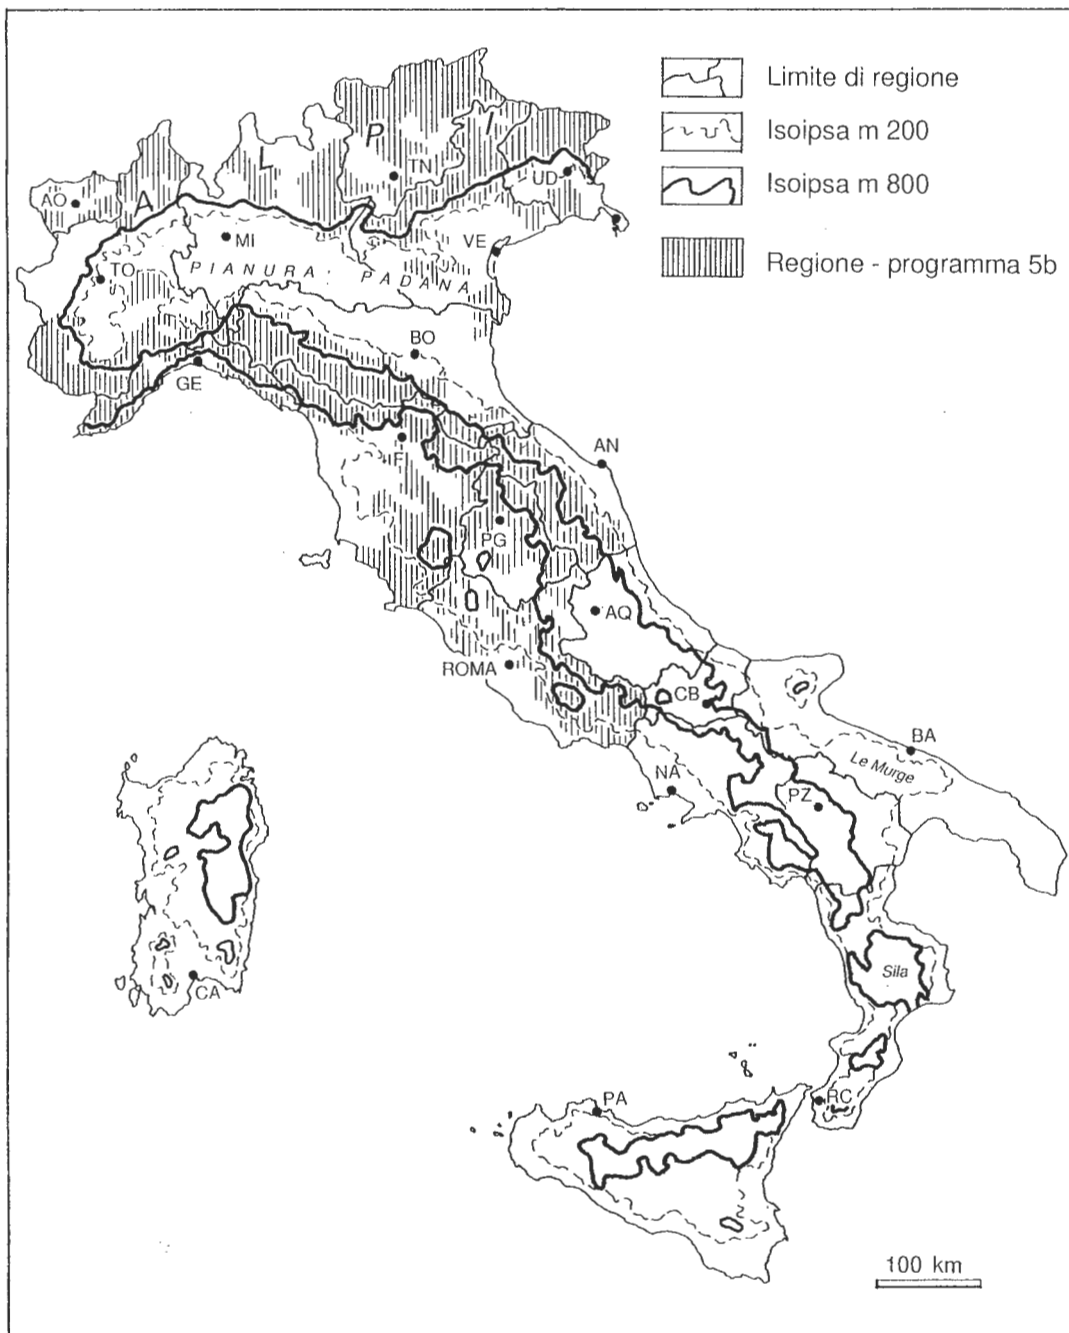 Limite di regione
Isoipsa m 200
Isoipsa m 800
Regione - programma 5b
A L P I
TN
AO
UD
MI
VE
TO
PIANURA PADANA
BO
GE
AN
F
PG
AQ
ROMA
CB
BA
Le Murge
NA
PZ
Sila
CA
RC
PA
100 km